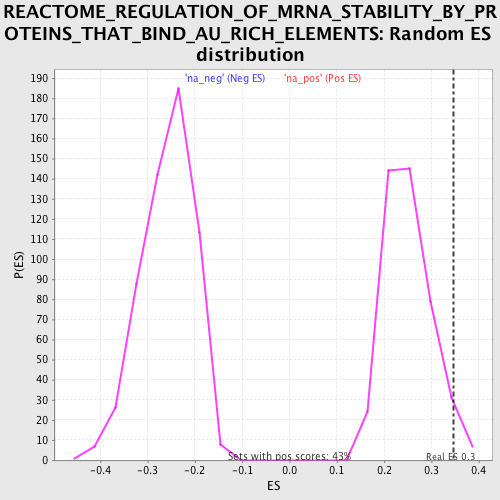 REACTOME_REGULATION_OF_MRNA_STABILITY_BY_PR
OTEINS_THAT_BIND_AU_RICH_ELEMENTS: Random ES
distribution
'na_neg' (Neg ES) 'na_pos' (Pos ES)
190
180
170
160
150
140
130
120
110
100
90
80
70
60
50
40
30
20
10
0
P(ES)
Sets with pos scores: 43%
Real ES 0.3
-0.4 -0.3 -0.2 -0.1 0.0 0.1 0.2 0.3 0.4
ES